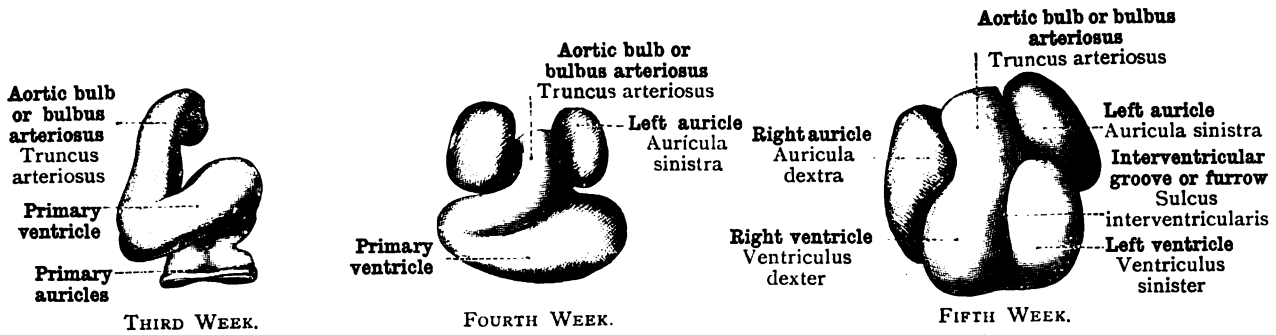 Aortic bulb
or bulbus
arteriosus
Truncus
arteriosus
Primary
ventricle
Primary
auricles
THIRD WEEK.
Aortic bulb or
bulbus arteriosus
Truncus arteriosus
Left auricle
Auricula
sinistra
Primary
ventricle
FOURTH WEEK.
Aortic bulb or bulbus
arteriosus
Truncus arteriosus
Right auricle
Auricula
dextra
Right ventricle
Ventriculus
dexter
Left auricle
Auricula sinistra
Interventricular
groove or furrow
Sulcus
interventricularis
Left ventricle
Ventriculus
sinister
FIFTH WEEK.